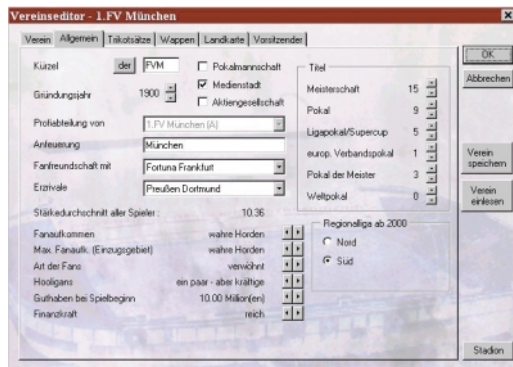 Vereinseditor - 1.FV München
Verein Allgemein Trikotsätze Wappen Landkarte Vorsitzender
Kürzel der FVM
Pokalmannschaft
Medienstadt
Aktiengesellschaft
Gründungsjahr 1900
Profiabteilung von 1.FV München (A)
Anfeuerung München
Fanfreundschaft mit Fortuna Frankfurt
Erzrivale Preußen Dortmund
Stärkedurchschnitt aller Spieler: 10.36
Fanaufkommen wahre Horden
Max. Fanaufk. (Einzugsgebiet) wahre Horden
Art der Fans verwöhnt
Hooligans ein paar - aber kräftige
Guthaben bei Spielbeginn 10.00 Million(en)
Finanzkraft reich
Titel
Meisterschaft 15
Pokal 9
Ligapokal/Supercup 5
europ. Verbandspokal 1
Pokal der Meister 3
Weltpokal 0
Regionalliga ab 2000
Nord
Süd
OK
Abbrechen
Verein
speichern
Verein
einlesen
Stadion